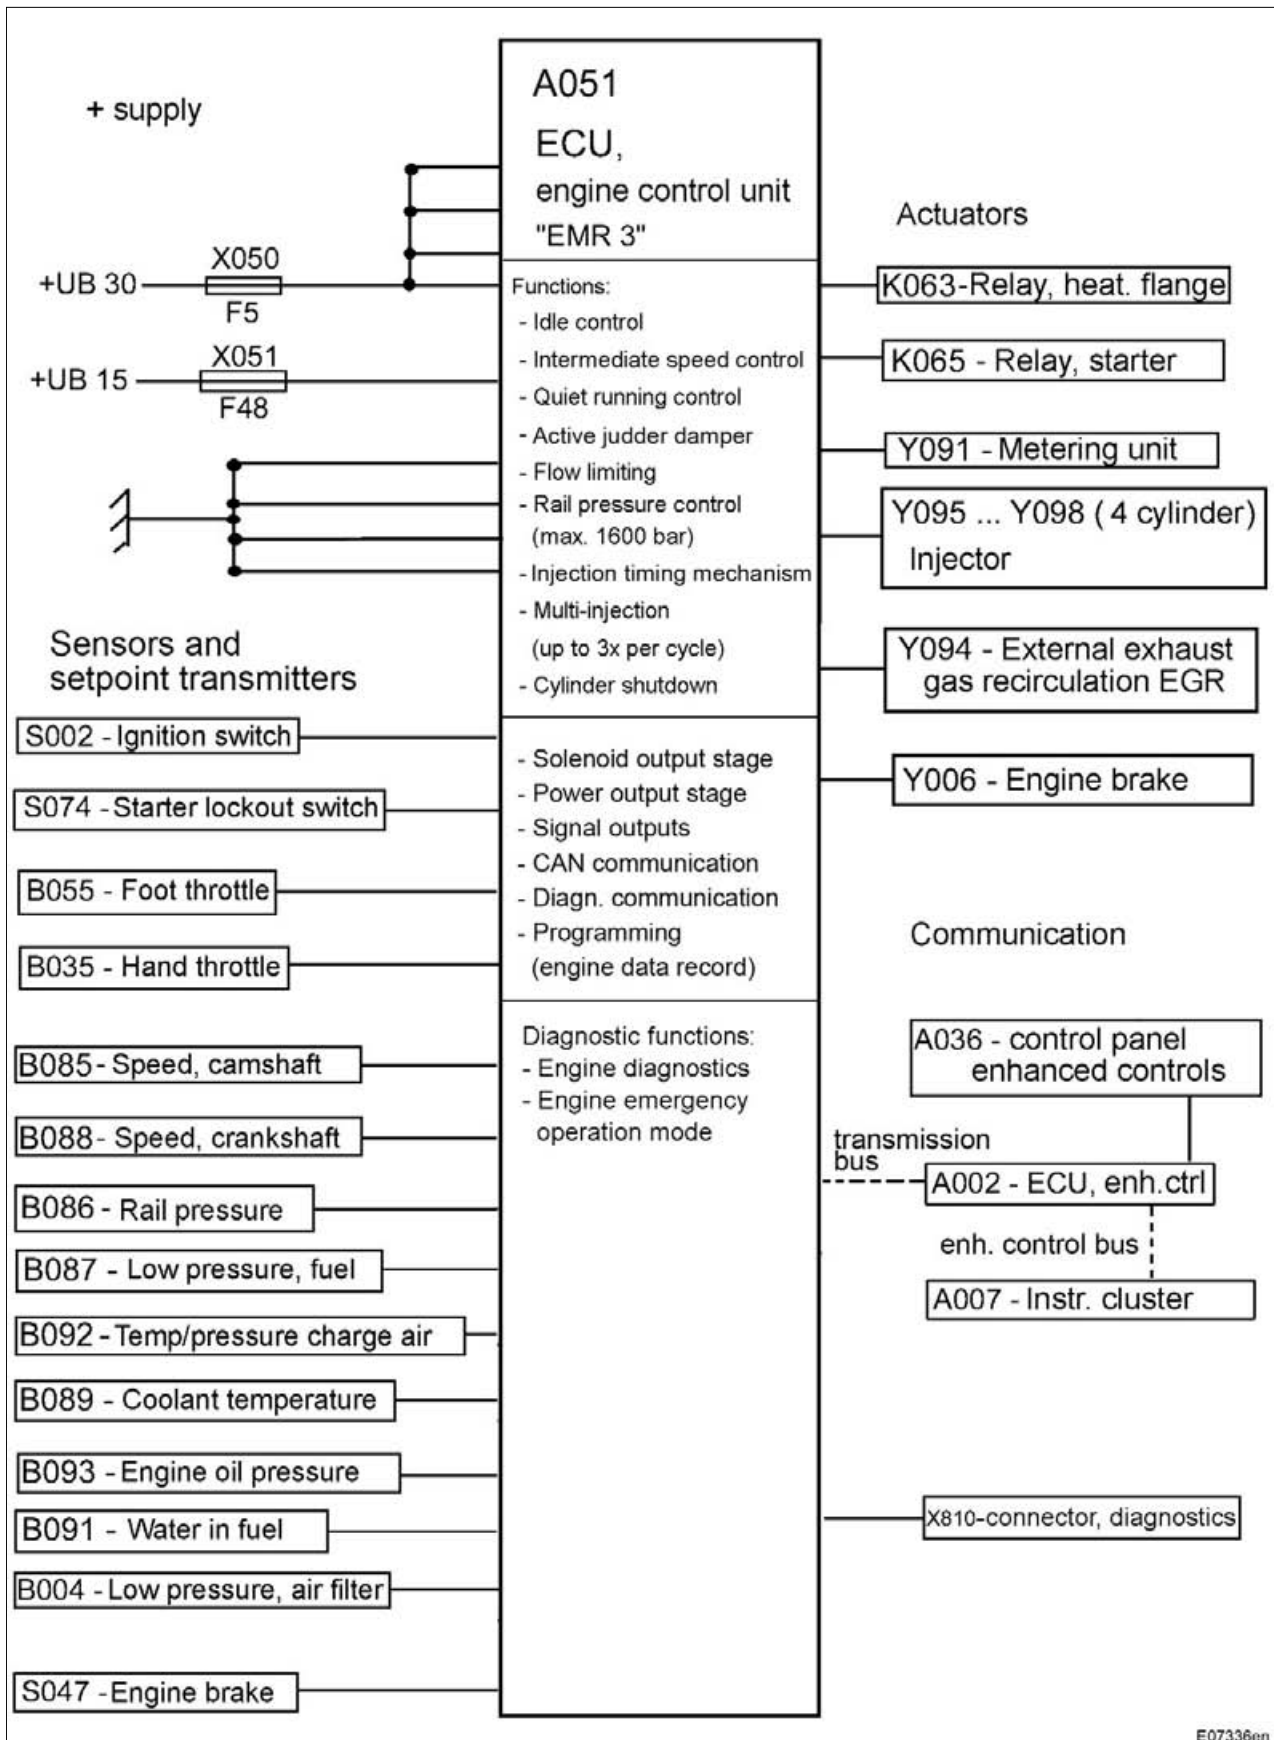 + supply
+UB 30
X050
F5
+UB 15
X051
F48
Sensors and
setpoint transmitters
S002 - Ignition switch
S074 - Starter lockout switch
B055 - Foot throttle
B035 - Hand throttle
B085- Speed, camshaft
B088- Speed, crankshaft
B086 - Rail pressure
B087 - Low pressure, fuel
B092 - Temp/pressure charge air
B089 - Coolant temperature
B093 - Engine oil pressure
B091 - Water in fuel
B004 - Low pressure, air filter
S047 - Engine brake
A051
ECU,
engine control unit
"EMR 3"
Functions:
- Idle control
- Intermediate speed control
- Quiet running control
- Active judder damper
- Flow limiting
- Rail pressure control
(max. 1600 bar)
- Injection timing mechanism
- Multi-injection
(up to 3x per cycle)
- Cylinder shutdown
- Solenoid output stage
- Power output stage
- Signal outputs
- CAN communication
- Diagn. communication
- Programming
(engine data record)
Diagnostic functions:
- Engine diagnostics
- Engine emergency
operation mode
Actuators
K063-Relay, heat. flange
K065 - Relay, starter
Y091 - Metering unit
Y095 ... Y098 ( 4 cylinder)
Injector
Y094 - External exhaust
gas recirculation EGR
Y006 - Engine brake
Communication
A036 - control panel
enhanced controls
transmission
bus
A002 - ECU, enh.ctrl
enh. control bus
A007 - Instr. cluster
X810-connector, diagnostics
E07336en